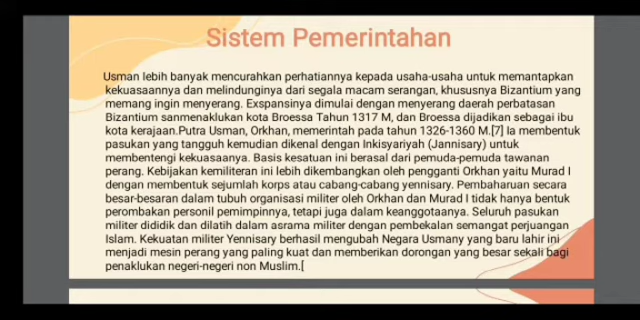 Sistem Pemerintahan
Usman lebih banyak mencurahkan perhatiannya kepada usaha-usaha untuk memantapkan
kekuasaannya dan melindunginya dari segala macam serangan, khususnya Bizantium yang
memang ingin menyerang. Exspansinya dimulai dengan menyerang daerah perbatasan
Bizantium sanmenaklukan kota Broessa Tahun 1317 M, dan Broessa dijadikan sebagai ibu
kota kerajaan.Putra Usman, Orkhan, memerintah pada tahun 1326-1360 M.[7] Ia membentuk
pasukan yang tangguh kemudian dikenal dengan Inkisyariyah (Jannisary) untuk
membentengi kekuasaanya. Basis kesatuan ini berasal dari pemuda-pemuda tawanan
perang. Kebijakan kemiliteran ini lebih dikembangkan oleh pengganti Orkhan yaitu Murad I
dengan membentuk sejumlah korps atau cabang-cabang yennisary. Pembaharuan secara
besar-besaran dalam tubuh organisasi militer oleh Orkhan dan Murad I tidak hanya bentuk
perombakan personil pemimpinnya, tetapi juga dalam keanggotaanya. Seluruh pasukan
militer dididik dan dilatih dalam asrama militer dengan pembekalan semangat perjuangan
Islam. Kekuatan militer Yennisary berhasil mengubah Negara Usmany yang baru lahir ini
menjadi mesin perang yang paling kuat dan memberikan dorongan yang besar sekali bagi
penaklukan negeri-negeri non Muslim.[